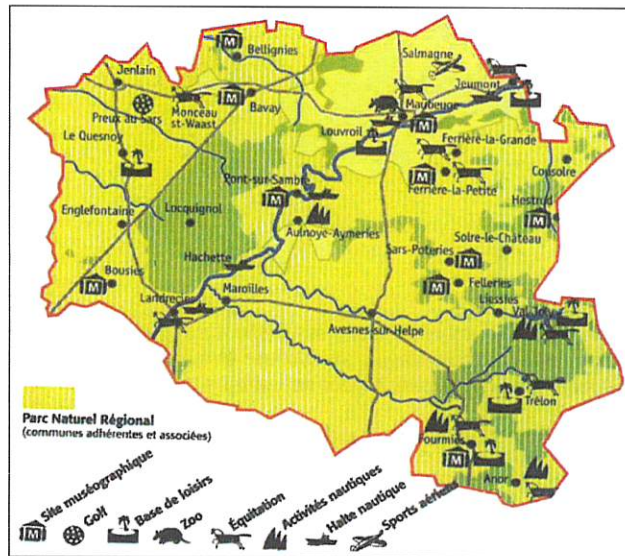 Bellignies
Salmagne
Jenlain
Jeumont
Monceau
st-Waast
Bavay
Maubeuge
Preux au Sars
Louvroil
Le Quesnoy
Ferrière-la-Grande
Cousolre
Pont-sur-Sambre
Ferrière-la-Petite
Hestrud
Englefontaine
Locquignol
Aulnoye-Aymeries
Solre-le-Château
Sars-Poteries
Hachette
Bousies
Felleries
Landrecies
Maroilles
Liessies
Val Joly
Avesnes-sur-Helpe
Trélon
Parc Naturel Régional
(communes adhérentes et associées)
Fourmies
Anor
Site muséographique
Golf
Base de loisirs
Zoo
Équitation
Activités nautiques
Halte nautique
Sports aériens